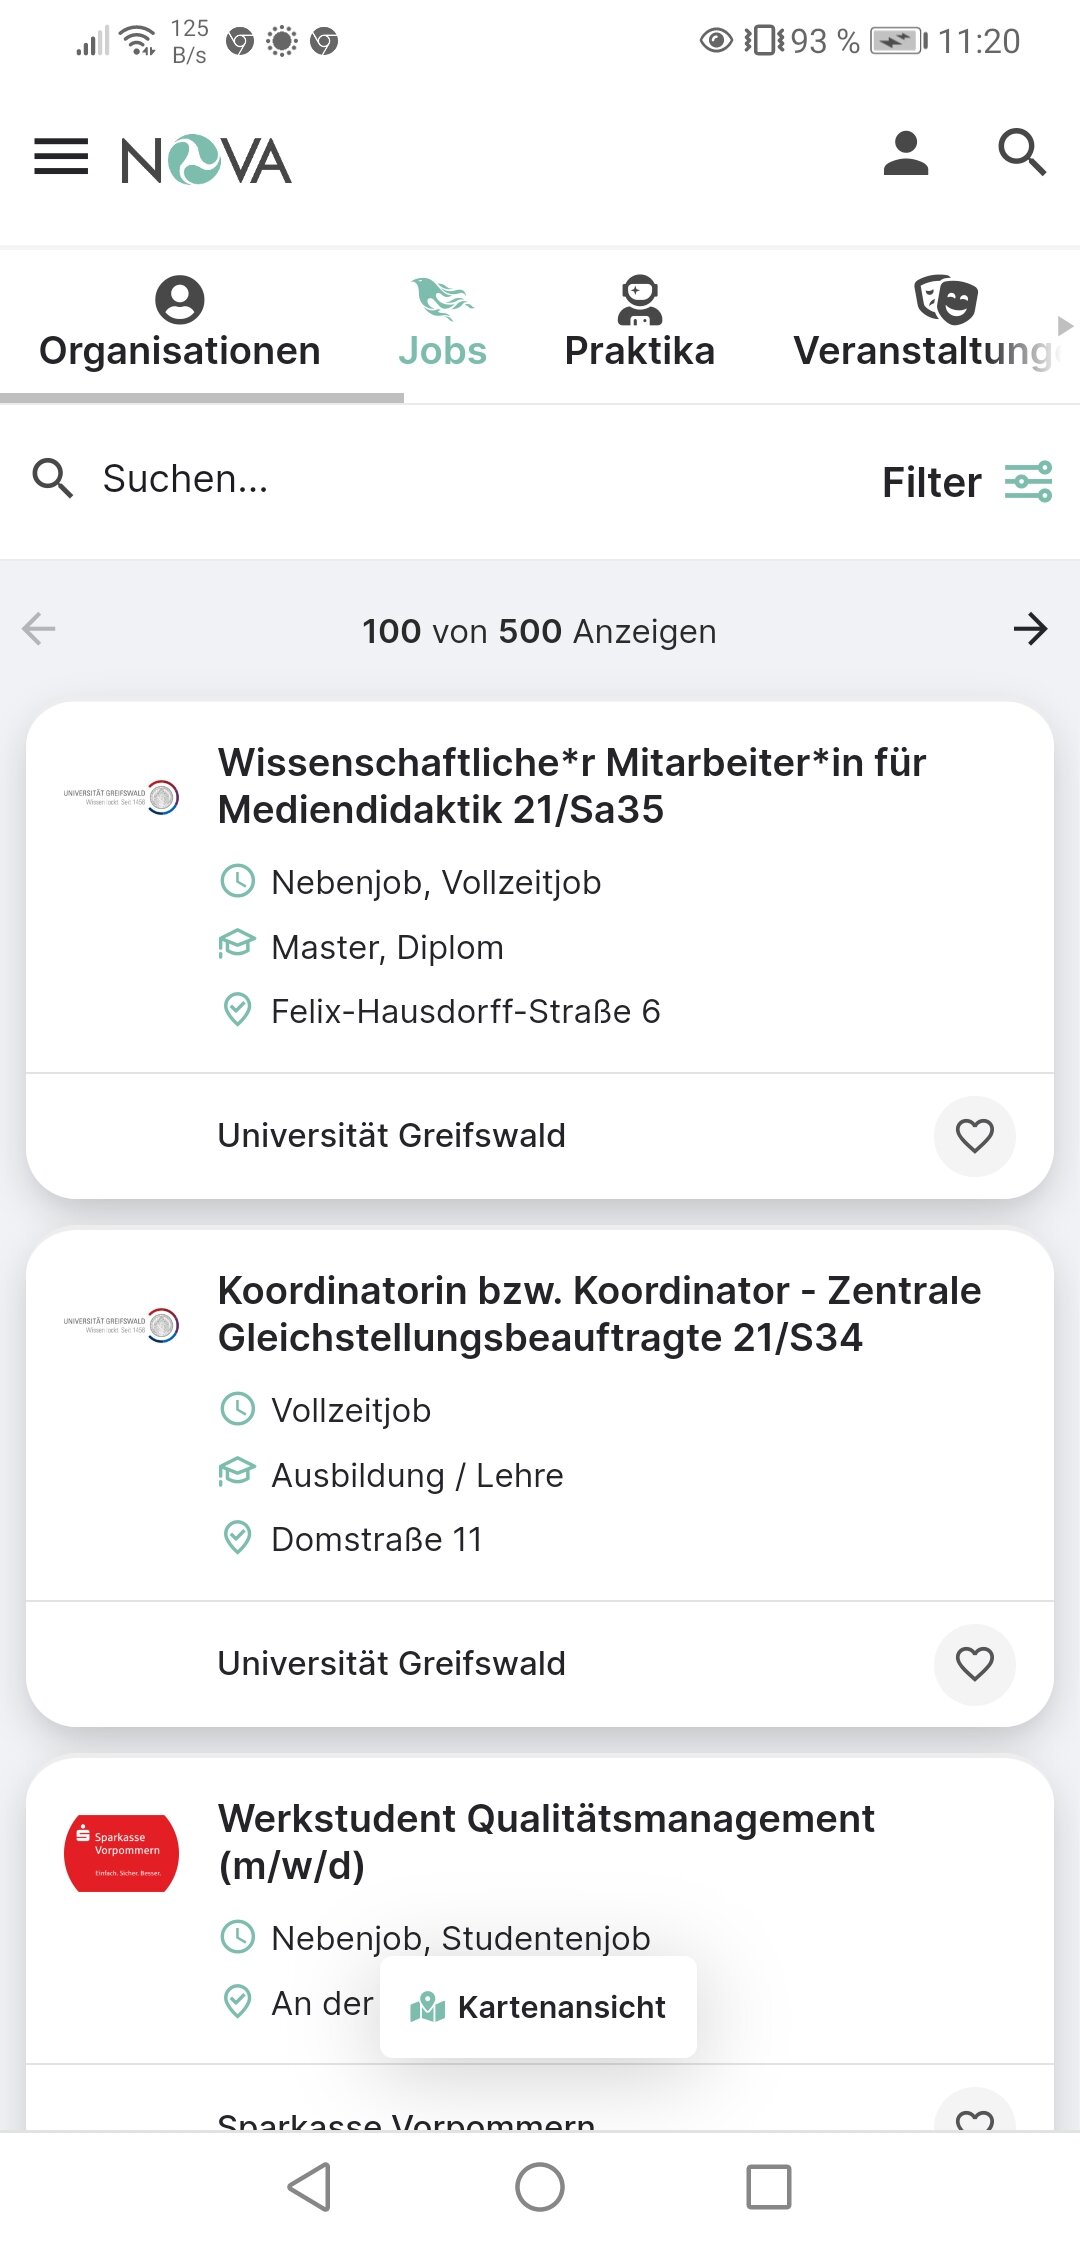 125
B/s
93 %
11:20
NOVA
Organisationen
Jobs
Praktika
Veranstaltung
Suchen...
Filter
100 von 500 Anzeigen
Wissenschaftliche*r Mitarbeiter*in für
Mediendidaktik 21/Sa35
UNIVERSITÄT GREIFSWALD
Wissen lockt. Seit 1456
Nebenjob, Vollzeitjob
Master, Diplom
Felix-Hausdorff-Straße 6
Universität Greifswald
Koordinatorin bzw. Koordinator - Zentrale
Gleichstellungsbeauftragte 21/S34
UNIVERSITÄT GREIFSWALD
Wissen lockt. Seit 1456
Vollzeitjob
Ausbildung / Lehre
Domstraße 11
Universität Greifswald
Werkstudent Qualitätsmanagement
(m/w/d)
Sparkasse
Vorpommern
Einfach. Sicher. Besser.
Nebenjob, Studentenjob
An der
Kartenansicht
Sparkasse Vorpommern